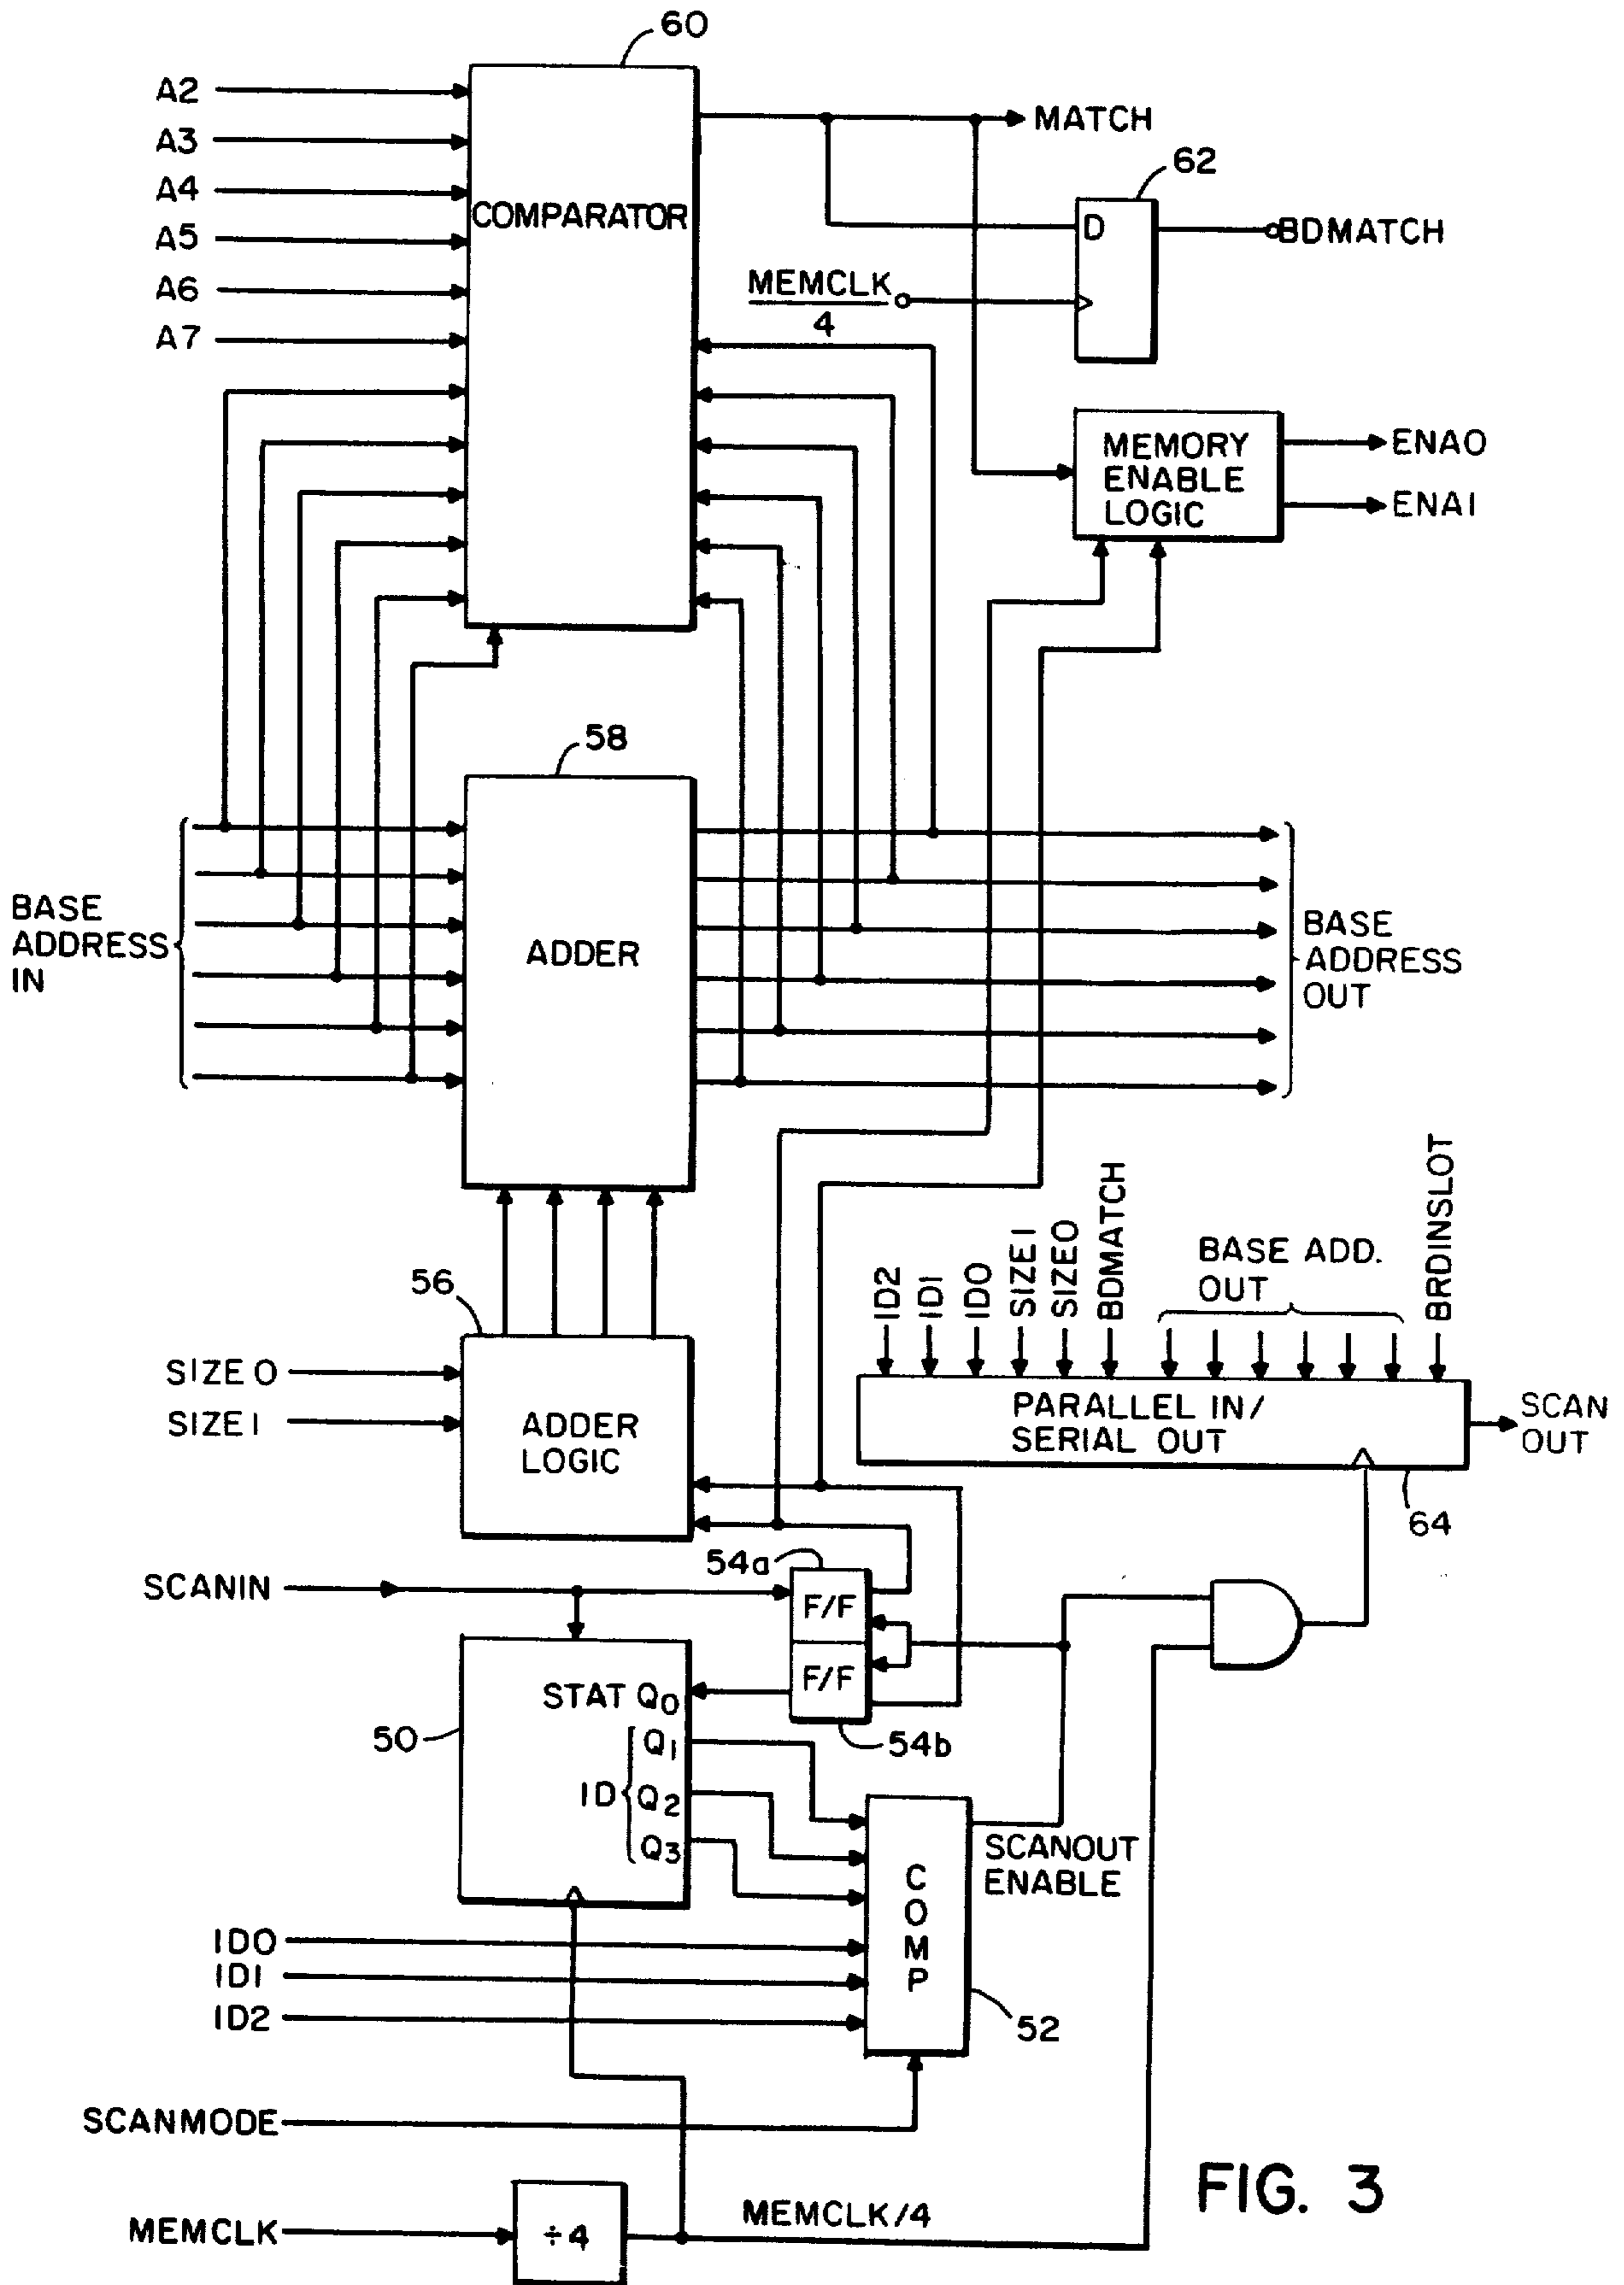 60
A2
A3
A4
A5
A6
A7
COMPARATOR
MATCH
62
D
BDMATCH
MEMCLK
4
MEMORY
ENABLE
LOGIC
ENA0
ENA1
58
ADDER
BASE
ADDRESS
IN
BASE
ADDRESS
OUT
56
SIZE 0
SIZE 1
ADDER
LOGIC
ID2
ID1
ID0
SIZE1
SIZE0
BDMATCH
BASE ADD.
OUT
BRDINSLOT
PARALLEL IN/
SERIAL OUT
SCAN
OUT
64
SCANIN
54a
F/F
F/F
54b
STAT Q0
50
ID
Q1
Q2
Q3
COMP
SCANOUT
ENABLE
52
ID0
ID1
ID2
SCANMODE
MEMCLK
÷4
MEMCLK/4
FIG. 3